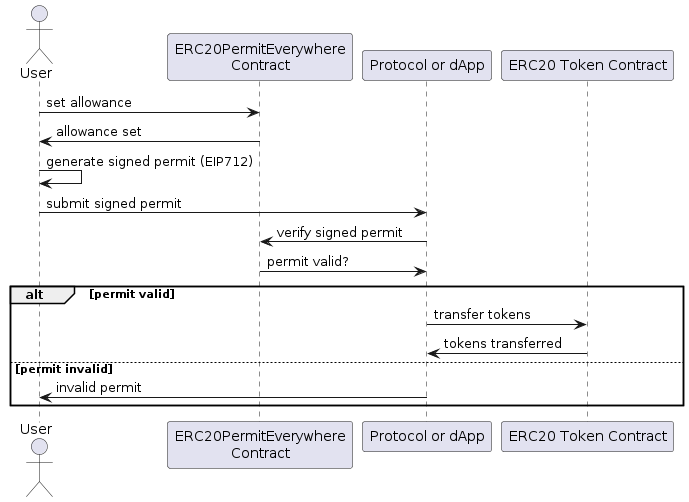 User
ERC20PermitEverywhere
Contract
Protocol or dApp
ERC20 Token Contract
set allowance
allowance set
generate signed permit (EIP712)
submit signed permit
verify signed permit
permit valid?
alt
[permit valid]
transfer tokens
tokens transferred
[permit invalid]
invalid permit
User
ERC20PermitEverywhere
Contract
Protocol or dApp
ERC20 Token Contract